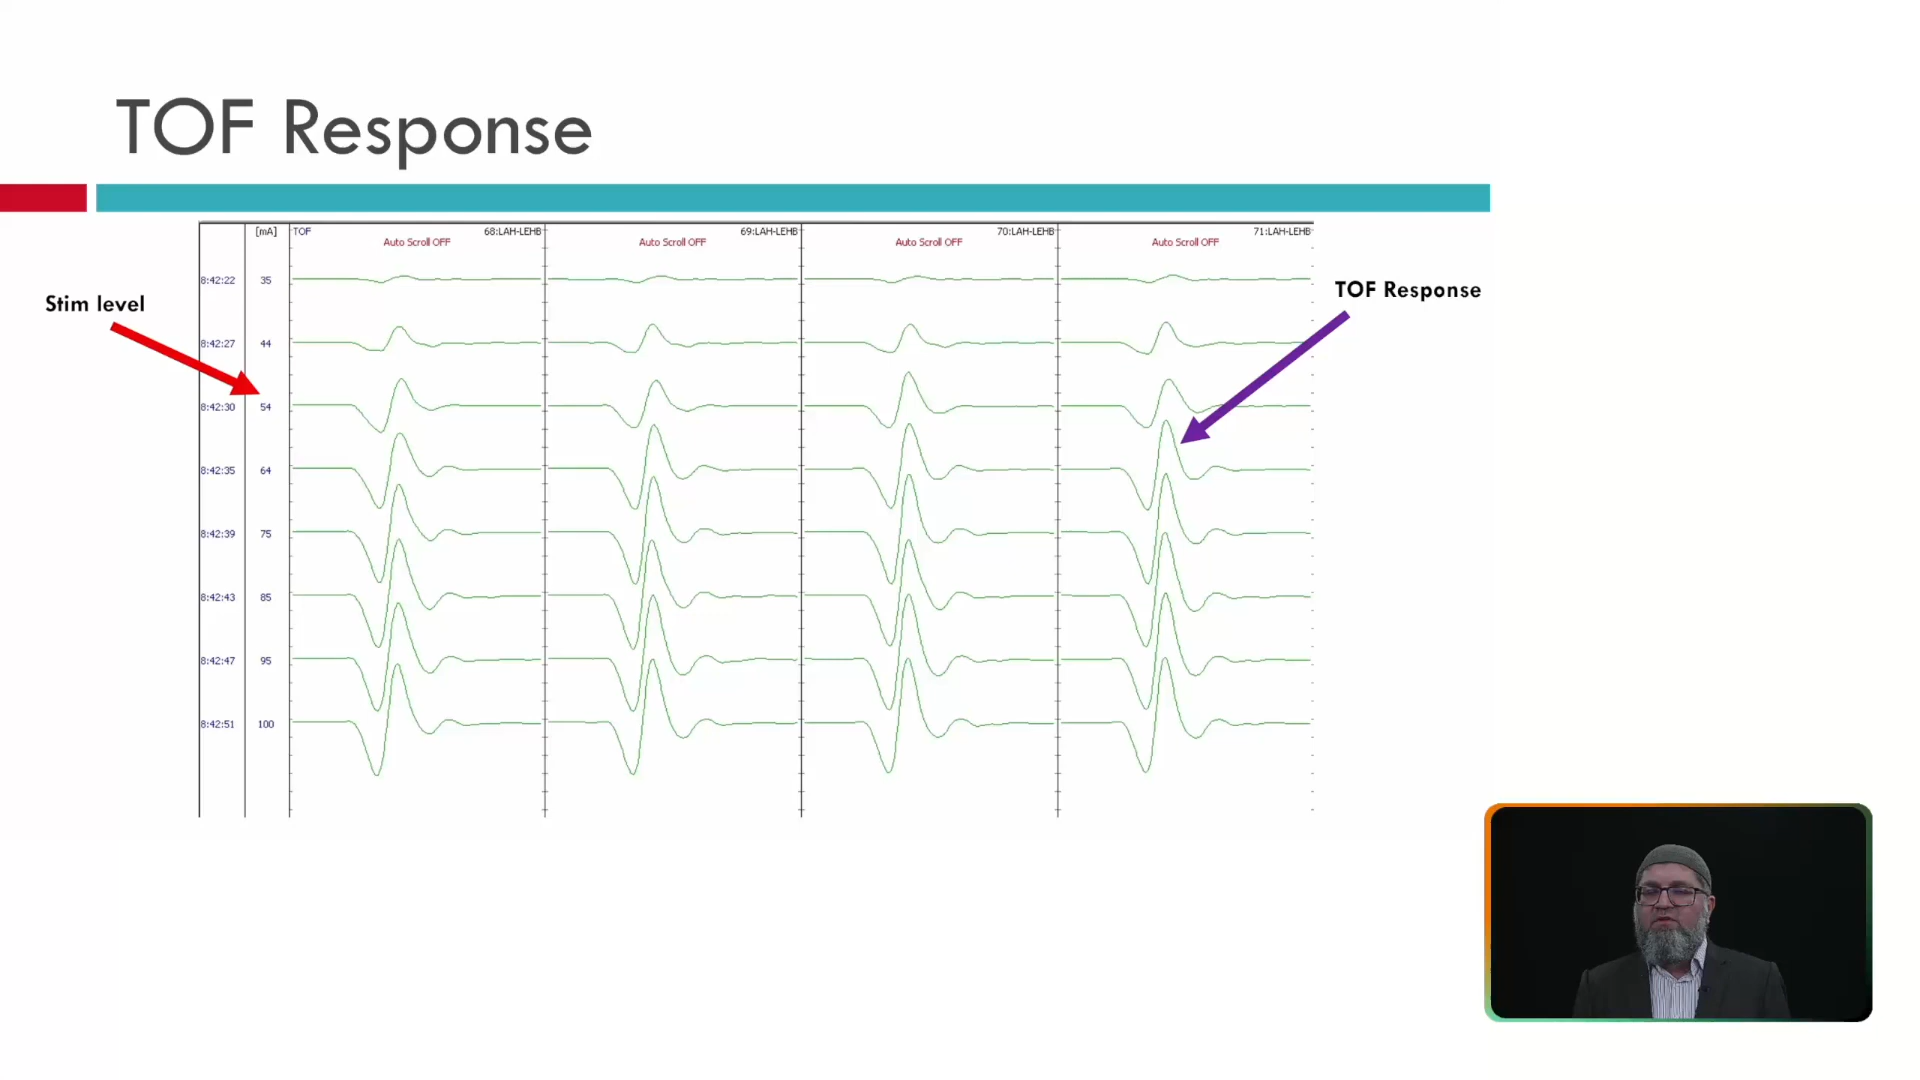 TOF Response
[mA] TOF 68:LAH-LEHB 69:LAH-LEHB 70:LAH-LEHB 71:LAH-LEHB
Auto Scroll OFF Auto Scroll OFF Auto Scroll OFF Auto Scroll OFF
8:42:22 35
Stim level
TOF Response
8:42:27 44
8:42:30 54
8:42:35 64
8:42:39 75
8:42:43 85
8:42:47 95
8:42:51 100